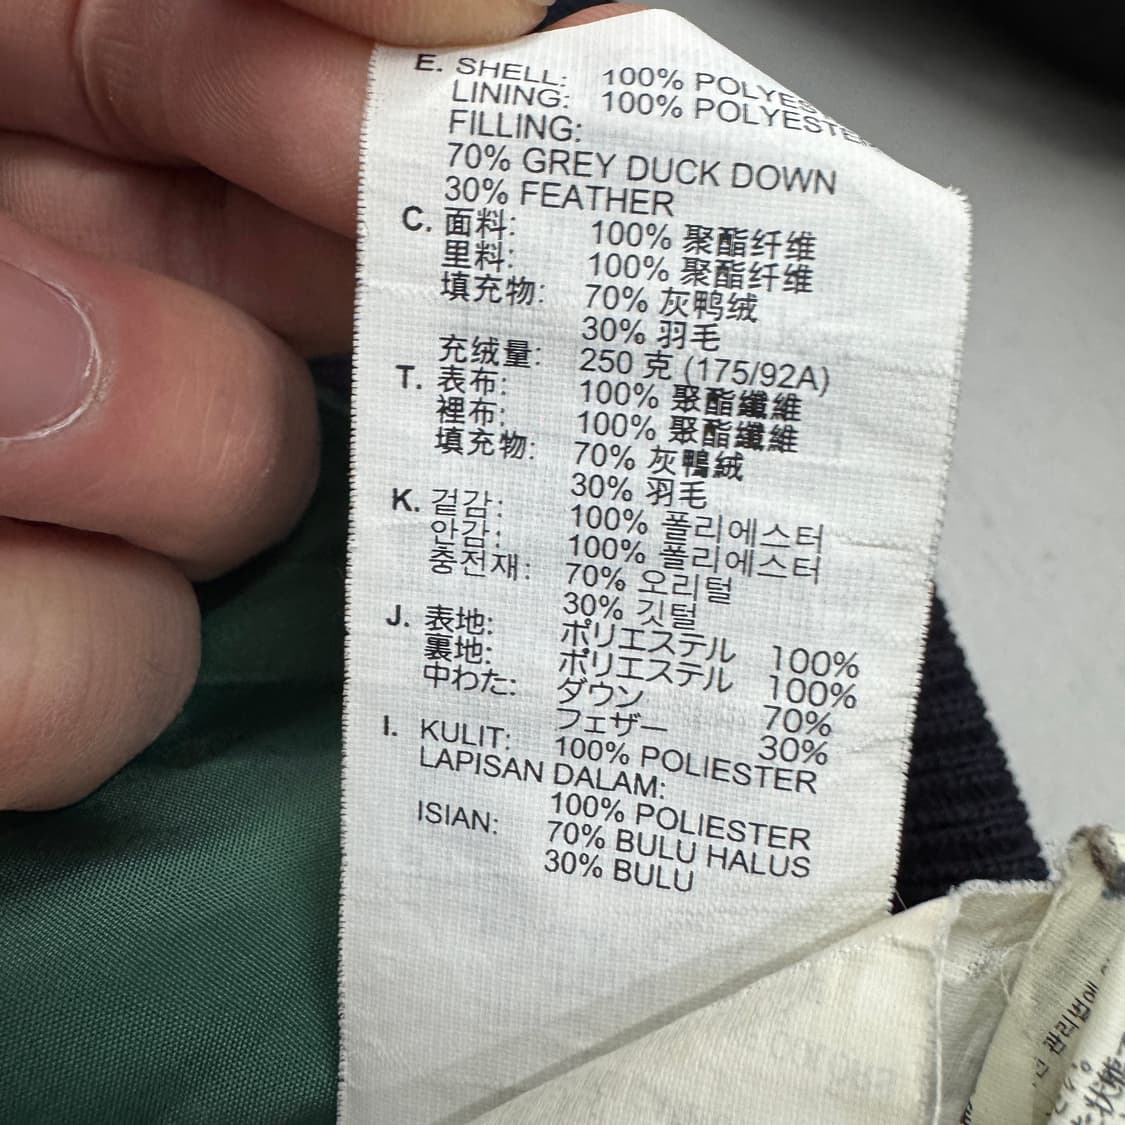 E. SHELL: 100% POLYES
LINING: 100% POLYESTE
FILLING:
70% GREY DUCK DOWN
30% FEATHER
C. 面料: 100% 聚酯纤维
里料: 100% 聚酯纤维
填充物: 70% 灰鸭绒
30% 羽毛
充绒量: 250 克 (175/92A)
T. 表布: 100% 聚酯纖維
裡布: 100% 聚酯纖維
填充物: 70% 灰鴨絨
30% 羽毛
K. 겉감: 100% 폴리에스터
안감: 100% 폴리에스터
충전재: 70% 오리털
30% 깃털
J. 表地: ポリエステル 100%
裏地: ポリエステル 100%
中わた: ダウン 70%
フェザー 30%
I. KULIT: 100% POLIESTER
LAPISAN DALAM:
100% POLIESTER
ISIAN: 70% BULU HALUS
30% BULU